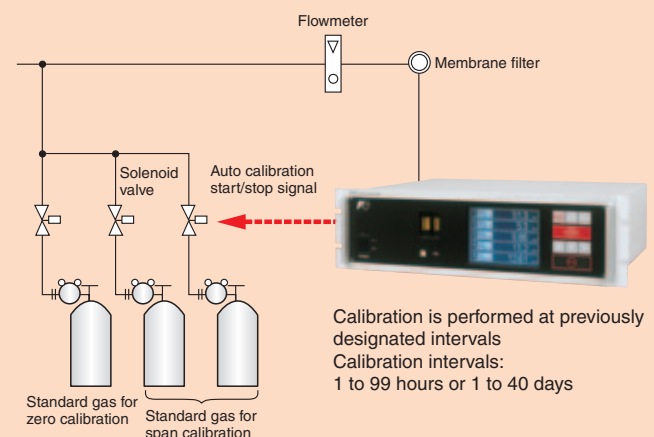 Flowmeter
Membrane filter
Solenoid
valve
Auto calibration
start/stop signal
Calibration is performed at previously
designated intervals
Calibration intervals:
1 to 99 hours or 1 to 40 days
Standard gas for
zero calibration
Standard gas for
span calibration